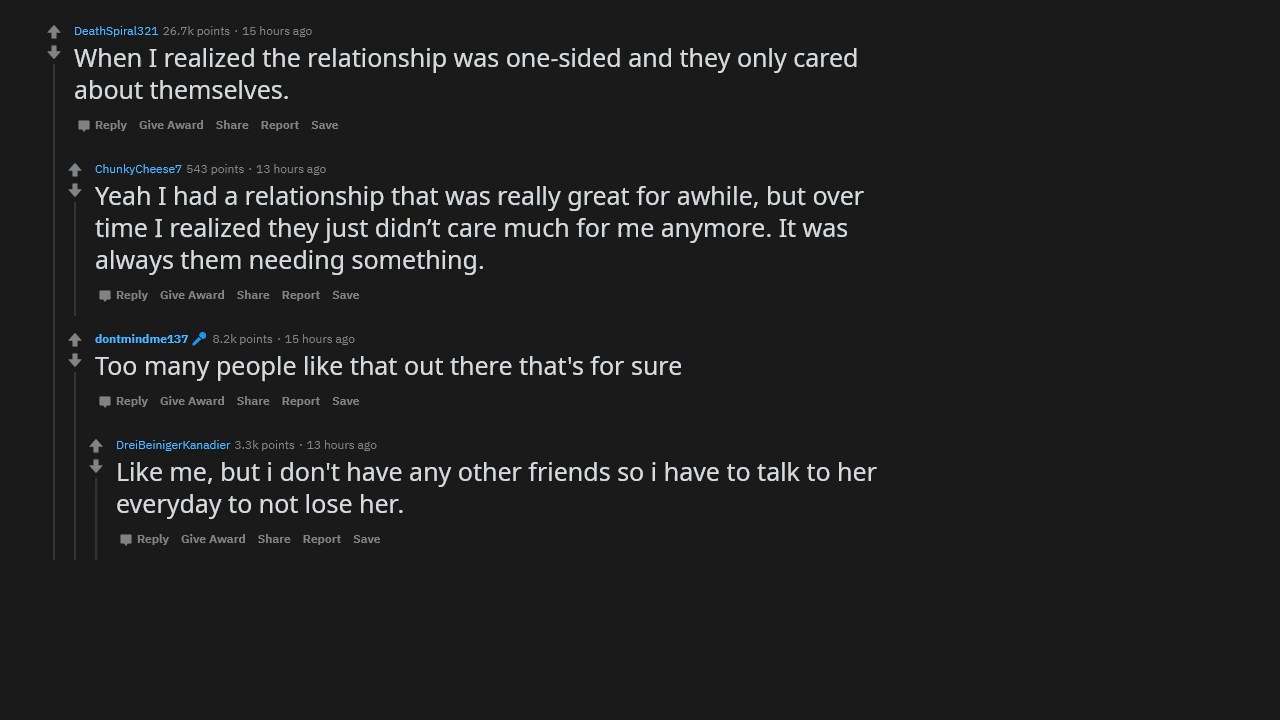 DeathSpiral321 26.7k points · 15 hours ago
When I realized the relationship was one-sided and they only cared
about themselves.
Reply Give Award Share Report Save
ChunkyCheese7 543 points · 13 hours ago
Yeah I had a relationship that was really great for awhile, but over
time I realized they just didn’t care much for me anymore. It was
always them needing something.
Reply Give Award Share Report Save
dontmindme137 8.2k points · 15 hours ago
Too many people like that out there that's for sure
Reply Give Award Share Report Save
DreiBeinigerKanadier 3.3k points · 13 hours ago
Like me, but i don't have any other friends so i have to talk to her
everyday to not lose her.
Reply Give Award Share Report Save